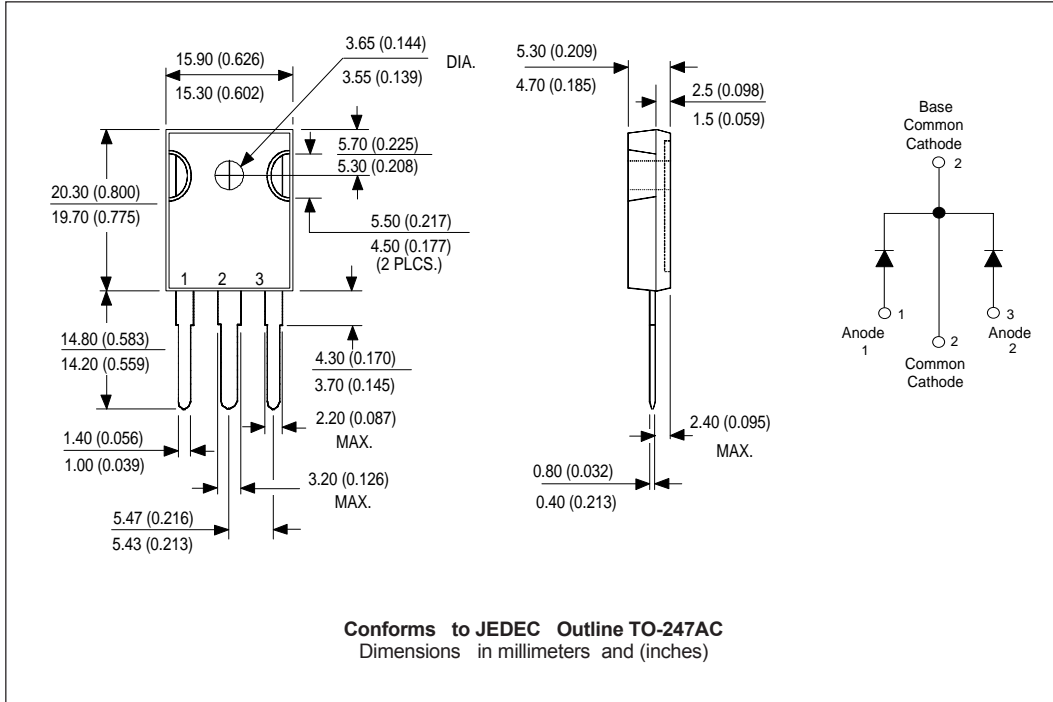 15.90 (0.626)
15.30 (0.602)
3.65 (0.144)
3.55 (0.139)
DIA.
5.70 (0.225)
5.30 (0.208)
20.30 (0.800)
19.70 (0.775)
5.50 (0.217)
4.50 (0.177)
(2 PLCS.)
1 2 3
14.80 (0.583)
14.20 (0.559)
4.30 (0.170)
3.70 (0.145)
2.20 (0.087)
MAX.
1.40 (0.056)
1.00 (0.039)
3.20 (0.126)
MAX.
5.47 (0.216)
5.43 (0.213)
5.30 (0.209)
4.70 (0.185)
2.5 (0.098)
1.5 (0.059)
2.40 (0.095)
MAX.
0.80 (0.032)
0.40 (0.213)
Base
Common
Cathode
2
1
Anode
1
2
Common
Cathode
3
Anode
2
Conforms to JEDEC Outline TO-247AC
Dimensions in millimeters and (inches)